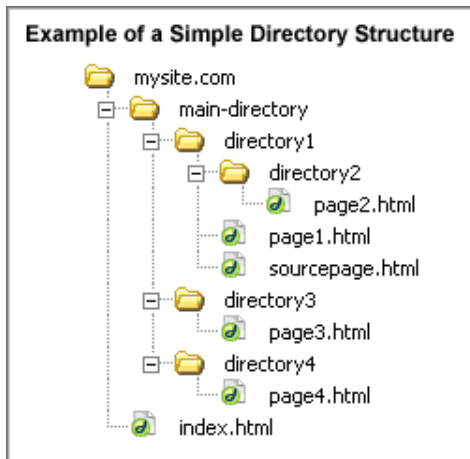 Example of a Simple Directory Structure
mysite.com
main-directory
directory1
directory2
page2.html
page1.html
sourcepage.html
directory3
page3.html
directory4
page4.html
index.html